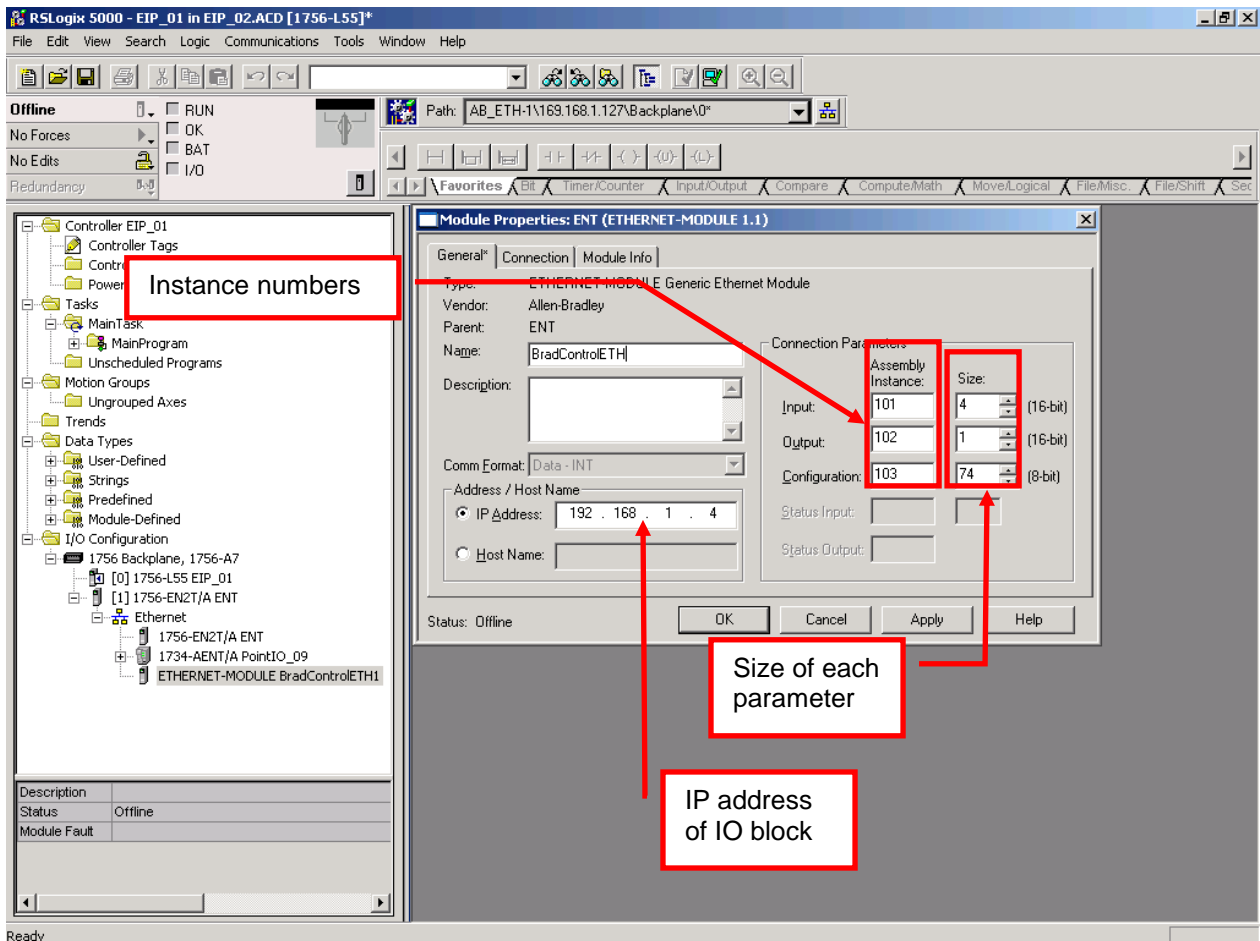 RSLogix 5000 - EIP_01 in EIP_02.ACD [1756-L55]*
File Edit View Search Logic Communications Tools Window Help
Offline
RUN
No Forces
OK
No Edits
BAT
I/O
Redundancy
Path: AB_ETH-1\169.168.1.127\Backplane\0*
Favorites Bit Timer/Counter Input/Output Compare Compute/Math Move/Logical File/Misc. File/Shift
Controller EIP_01
Controller Tags
Instance numbers
Tasks
MainTask
MainProgram
Unscheduled Programs
Motion Groups
Ungrouped Axes
Trends
Data Types
User-Defined
Strings
Predefined
Module-Defined
I/O Configuration
1756 Backplane, 1756-A7
[0] 1756-L55 EIP_01
[1] 1756-EN2T/A ENT
Ethernet
1756-EN2T/A ENT
1734-AENT/A PointIO_09
ETHERNET-MODULE BradControlETH1
Module Properties: ENT (ETHERNET-MODULE 1.1)
General* Connection Module Info
Type: ETHERNET-MODULE Generic Ethernet Module
Vendor: Allen-Bradley
Parent: ENT
Name: BradControlETH
Description:
Comm Format: Data - INT
Address / Host Name
IP Address: 192 . 168 . 1 . 4
Host Name:
Connection Parameters
Assembly
Instance: Size:
Input: 101 4 (16-bit)
Output: 102 1 (16-bit)
Configuration: 103 74 (8-bit)
Status Input:
Status Output:
Status: Offline
OK Cancel Apply Help
Size of each
parameter
IP address
of IO block
Description
Status Offline
Module Fault
Ready